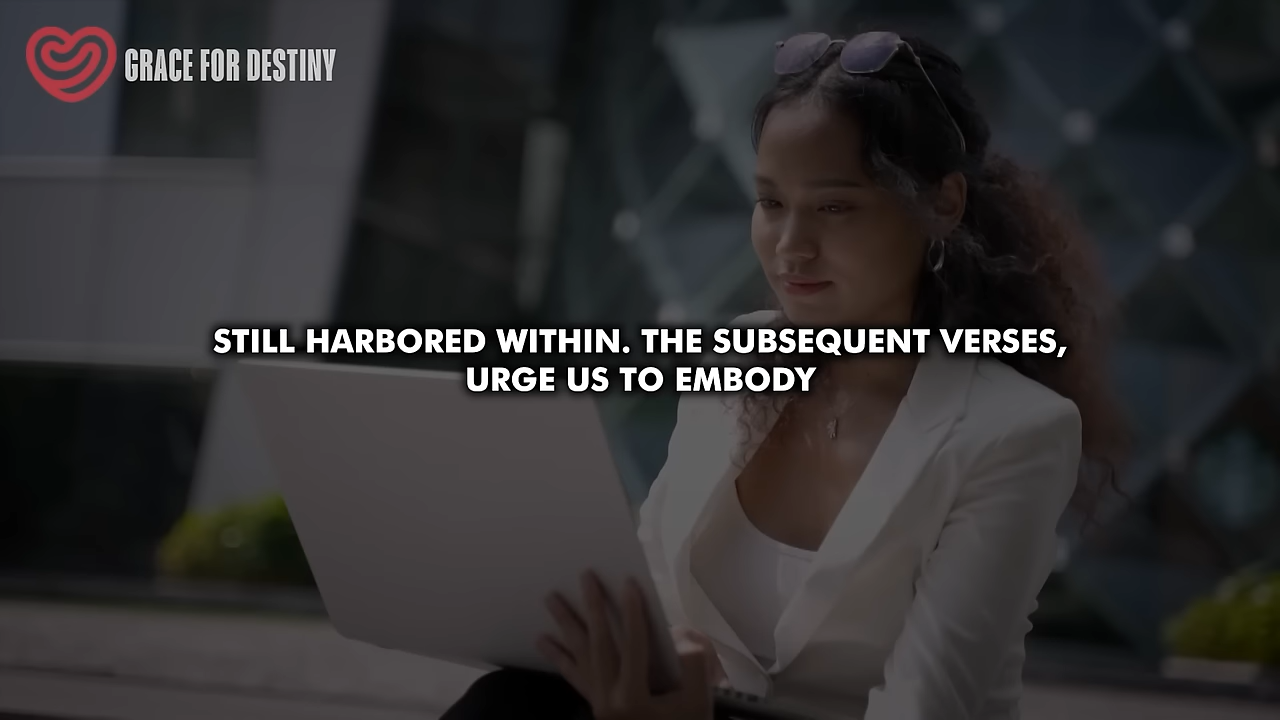 GRACE FOR DESTINY
STILL HARBORED WITHIN. THE SUBSEQUENT VERSES,
URGE US TO EMBODY